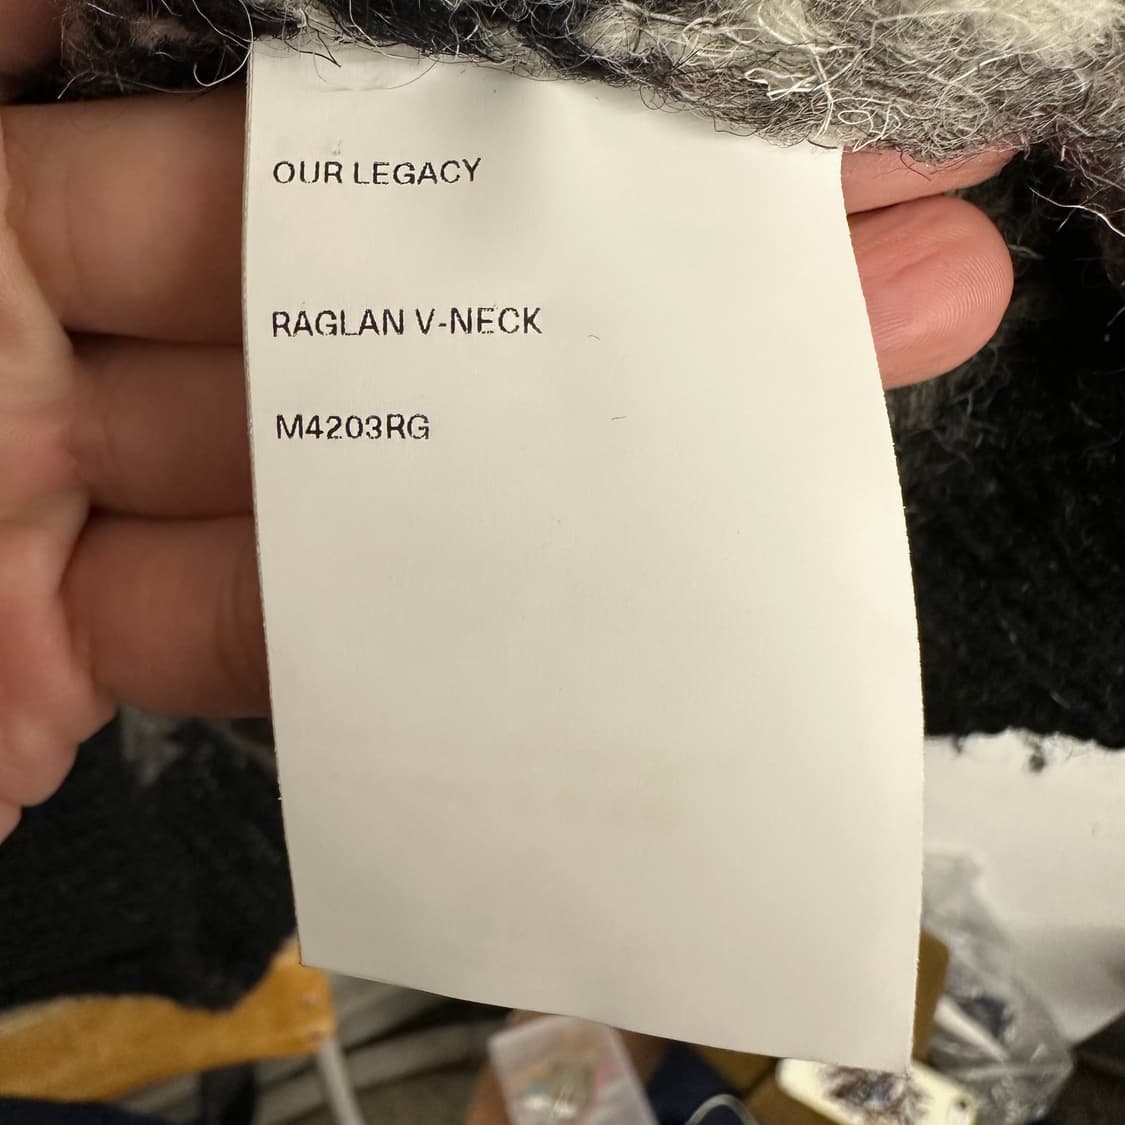 OUR LEGACY
RAGLAN V-NECK
M4203RG